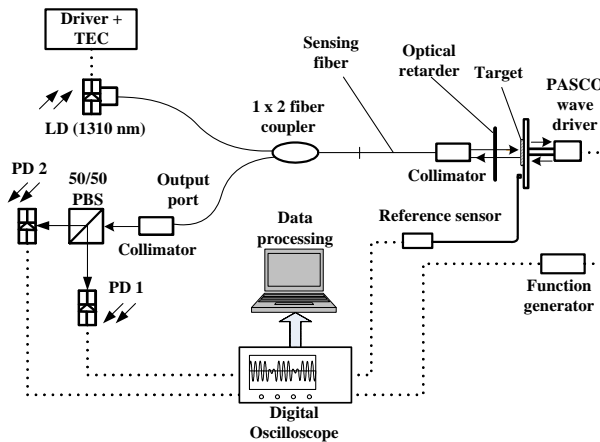 Driver +
TEC
LD (1310 nm)
1 x 2 fiber
coupler
Sensing
fiber
Optical
retarder
Target
PASCO
wave
driver
Collimator
PD 2
50/50
PBS
Output
port
Collimator
PD 1
Data
processing
Reference sensor
Function
generator
Digital
Oscilloscope